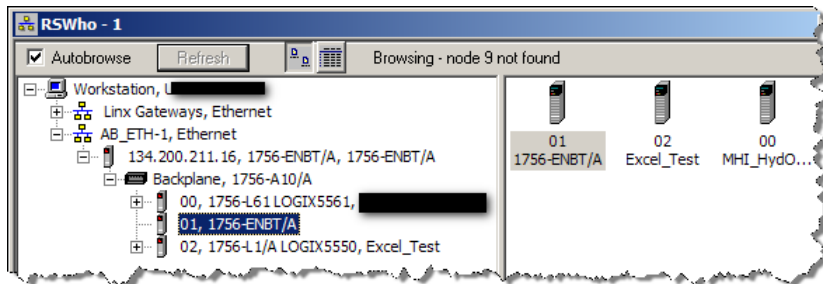 RSWho - 1
Autobrowse Refresh Browsing - node 9 not found
Workstation,
Linx Gateways, Ethernet
AB_ETH-1, Ethernet
134.200.211.16, 1756-ENBT/A, 1756-ENBT/A
Backplane, 1756-A10/A
00, 1756-L61 LOGIX5561,
01, 1756-ENBT/A
02, 1756-L1/A LOGIX5550, Excel_Test
01
1756-ENBT/A
02
Excel_Test
00
MHI_HydO...